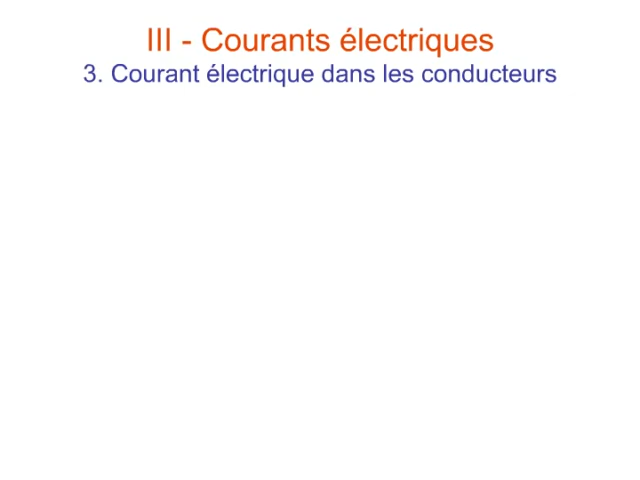 III - Courants électriques
3. Courant électrique dans les conducteurs